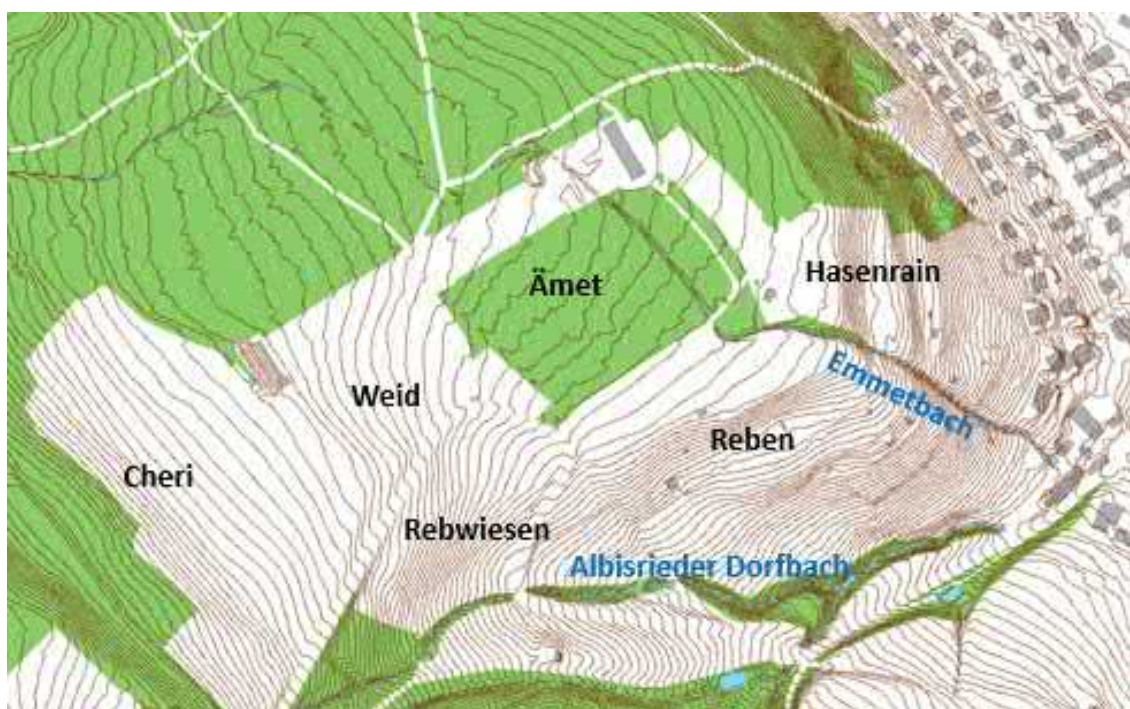 Ämet
Hasenrain
Weid
Emmetbach
Reben
Cheri
Rebwiesen
Albisrieder Dorfbach